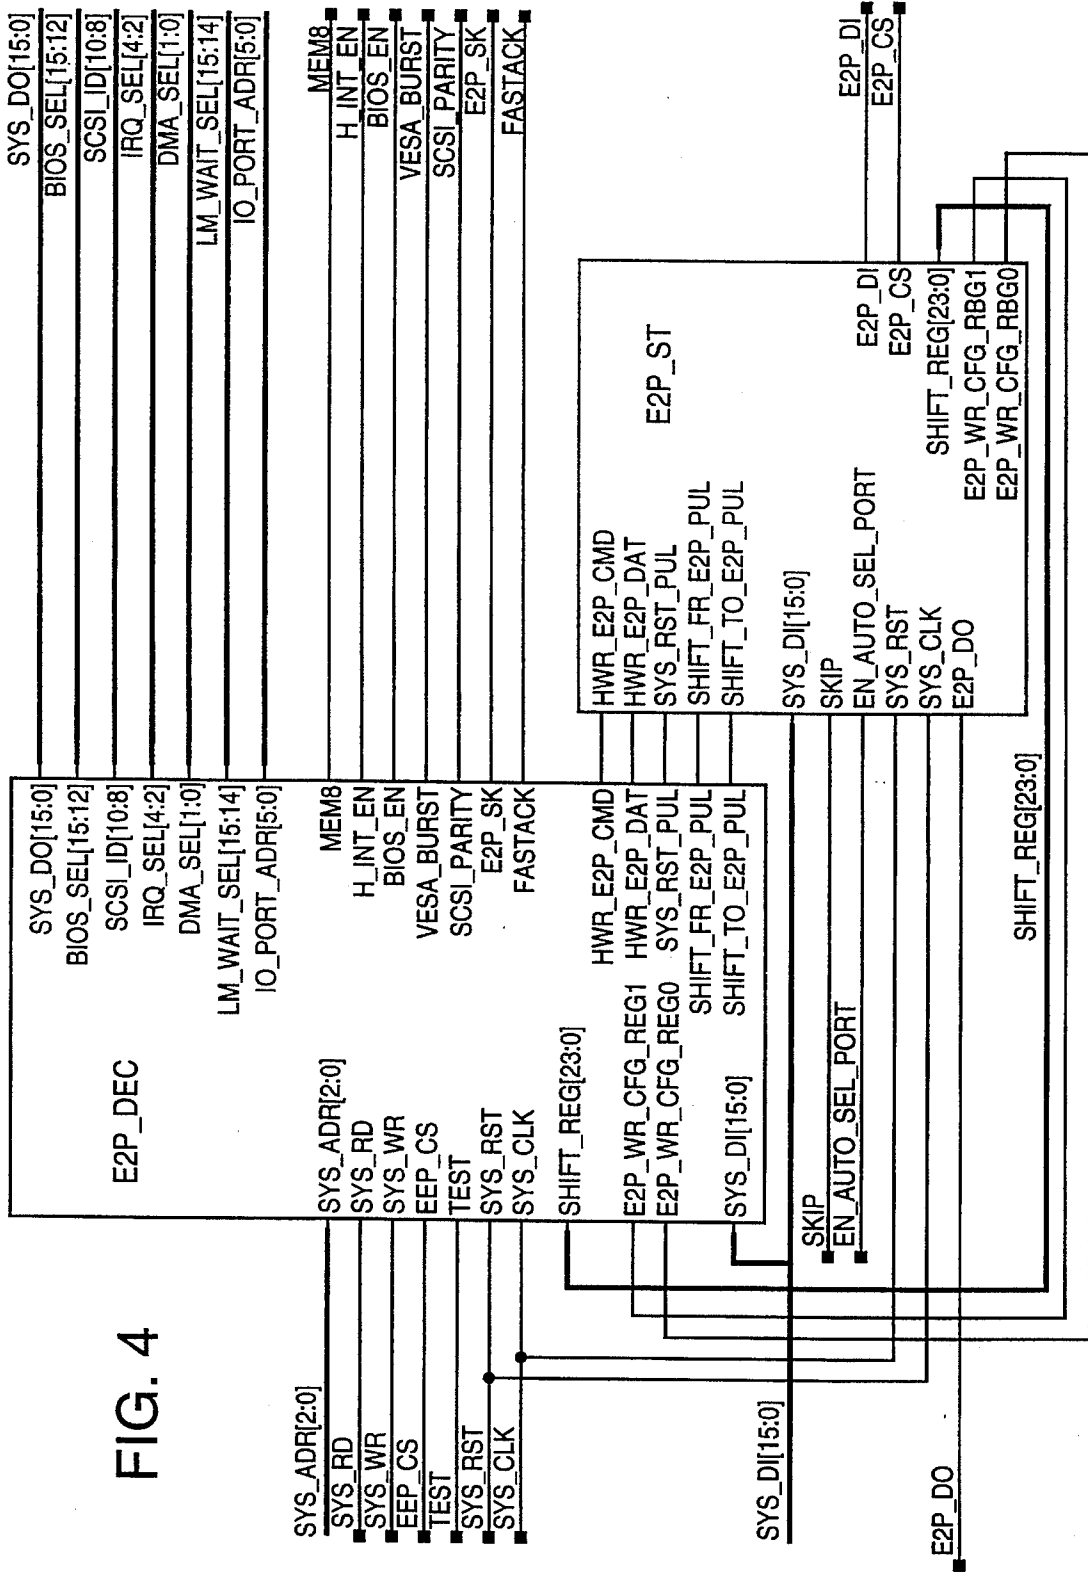 FIG. 4
SYS_ADR[2:0]
SYS_RD
SYS_WR
EEP_CS
TEST
SYS_RST
SYS_CLK
SYS_DI[15:0]
E2P_DO
SKIP
EN_AUTO_SEL_PORT
E2P_DEC
SYS_ADR[2:0]
SYS_RD
SYS_WR
EEP_CS
TEST
SYS_RST
SYS_CLK
SHIFT_REG[23:0]
E2P_WR_CFG_REG1
E2P_WR_CFG_REG0
SYS_DI[15:0]
SYS_DO[15:0]
BIOS_SEL[15:12]
SCSI_ID[10:8]
IRQ_SEL[4:2]
DMA_SEL[1:0]
LM_WAIT_SEL[15:14]
IO_PORT_ADR[5:0]
MEM8
H_INT_EN
BIOS_EN
VESA_BURST
SCSI_PARITY
E2P_SK
FASTACK
HWR_E2P_CMD
HWR_E2P_DAT
SYS_RST_PUL
SHIFT_FR_E2P_PUL
SHIFT_TO_E2P_PUL
SHIFT_REG[23:0]
E2P_ST
HWR_E2P_CMD
HWR_E2P_DAT
SYS_RST_PUL
SHIFT_FR_E2P_PUL
SHIFT_TO_E2P_PUL
SYS_DI[15:0]
SKIP
EN_AUTO_SEL_PORT
SYS_RST
SYS_CLK
E2P_DO
E2P_DI
E2P_CS
SHIFT_REG[23:0]
E2P_WR_CFG_RBG1
E2P_WR_CFG_RBG0
SYS_DO[15:0]
BIOS_SEL[15:12]
SCSI_ID[10:8]
IRQ_SEL[4:2]
DMA_SEL[1:0]
LM_WAIT_SEL[15:14]
IO_PORT_ADR[5:0]
MEM8
H_INT_EN
BIOS_EN
VESA_BURST
SCSI_PARITY
E2P_SK
FASTACK
E2P_DI
E2P_CS